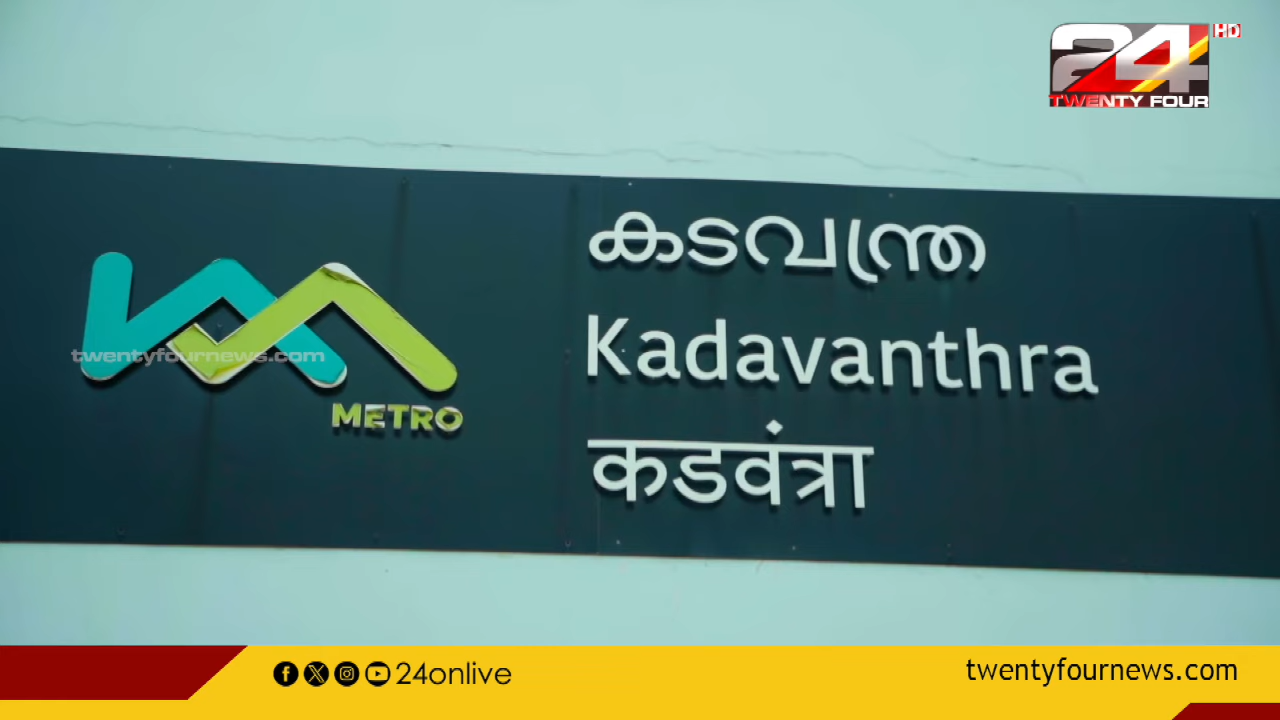 24 HD
TWENTY FOUR
കടവന്ത്ര
Kadavanthra
कडवंत्रा
METRO
twentyfournews.com
24onlive
twentyfournews.com